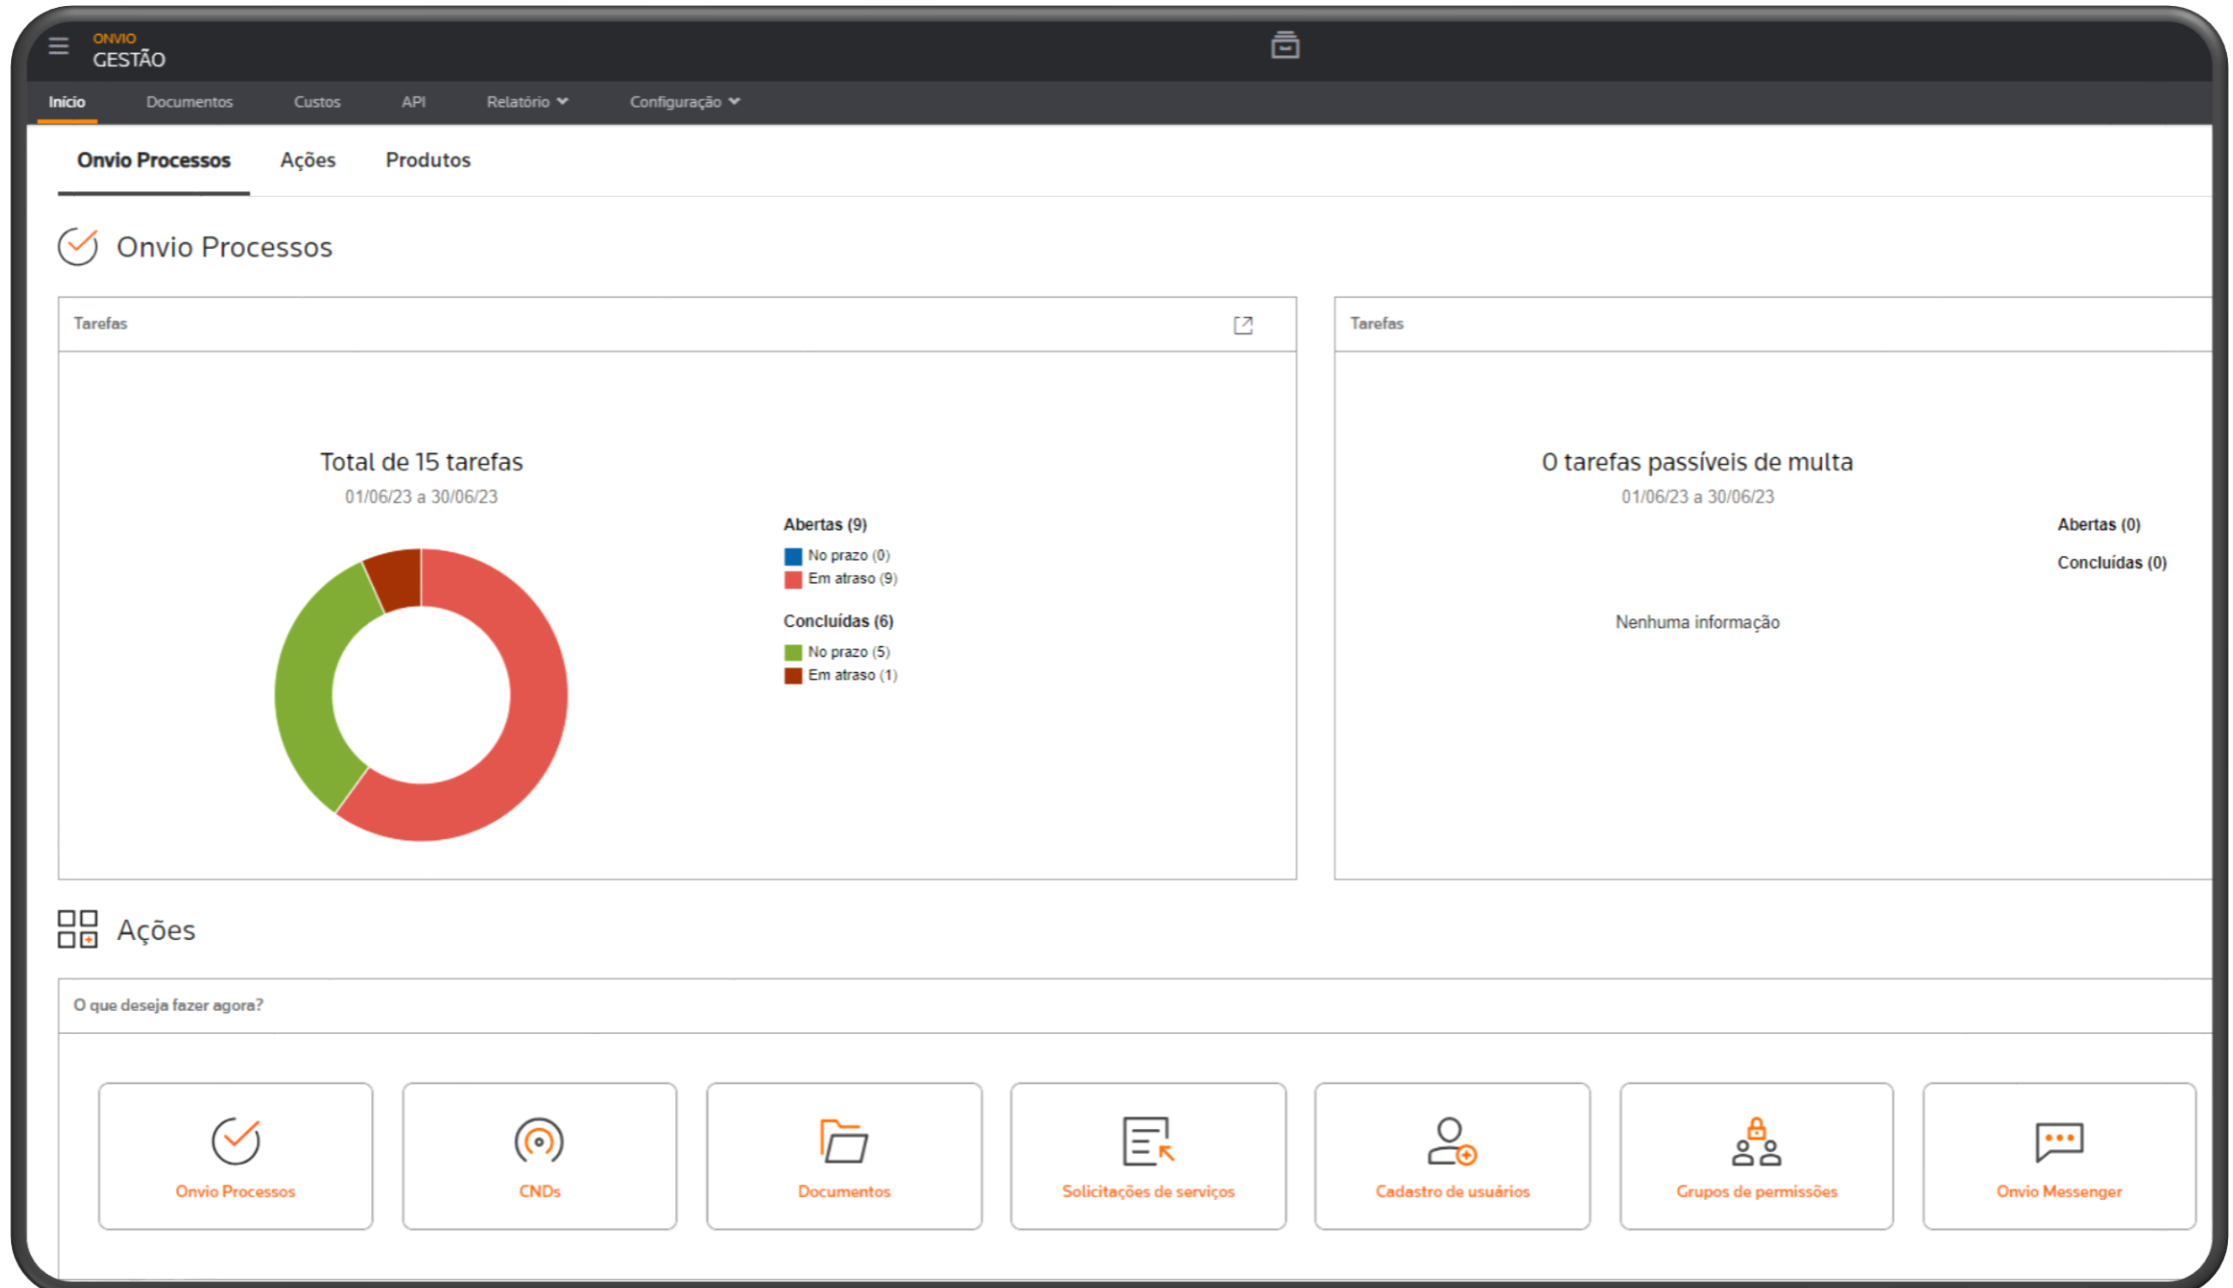 ONVIO
GESTÃO
Início Documentos Custos API Relatório Configuração
Onvio Processos Ações Produtos
Onvio Processos
Tarefas
Total de 15 tarefas
01/06/23 a 30/06/23
Abertas (9)
No prazo (0)
Em atraso (9)
Concluídas (6)
No prazo (5)
Em atraso (1)
Tarefas
0 tarefas passíveis de multa
01/06/23 a 30/06/23
Abertas (0)
Concluídas (0)
Nenhuma informação
Ações
O que deseja fazer agora?
Onvio Processos
CNDs
Documentos
Solicitações de serviços
Cadastro de usuários
Grupos de permissões
Onvio Messenger